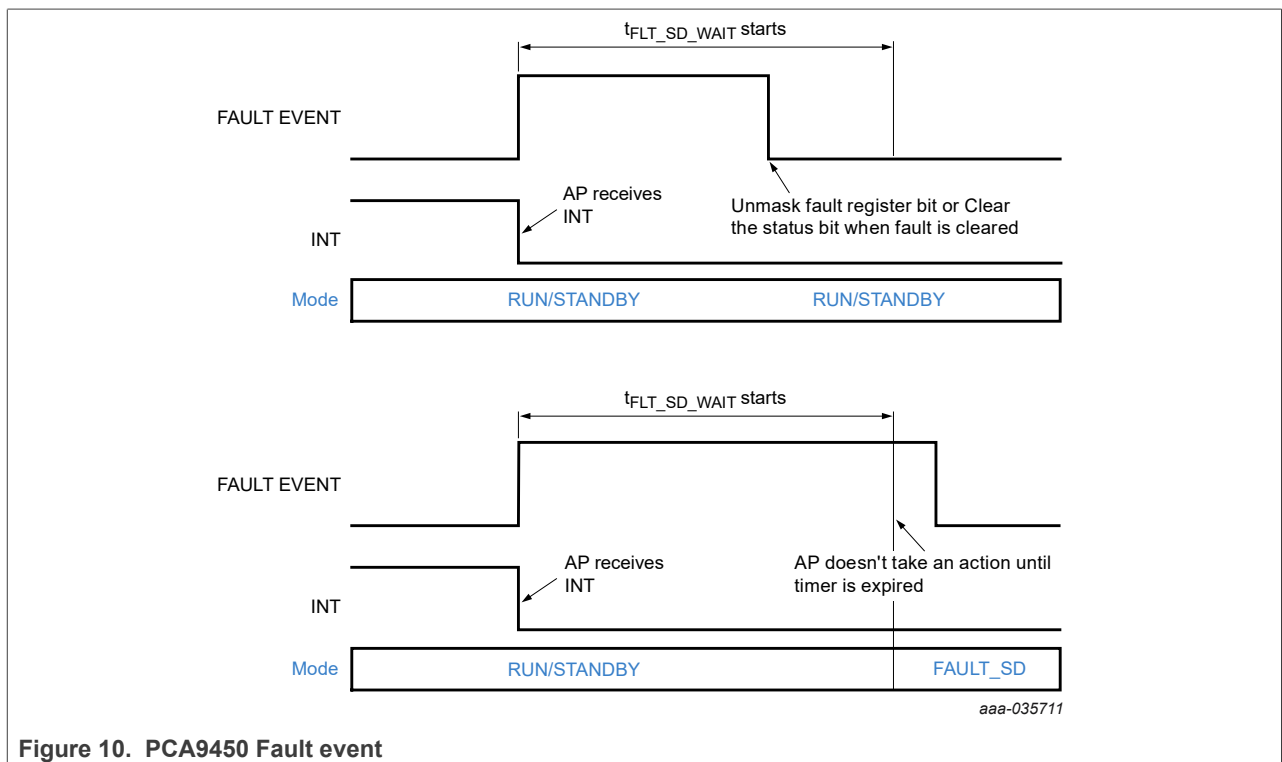 tFLT_SD_WAIT starts
FAULT EVENT
AP receives
INT
Unmask fault register bit or Clear
the status bit when fault is cleared
INT
Mode
RUN/STANDBY
RUN/STANDBY
tFLT_SD_WAIT starts
FAULT EVENT
AP receives
INT
AP doesn't take an action until
timer is expired
INT
Mode
RUN/STANDBY
FAULT_SD
aaa-035711
Figure 10. PCA9450 Fault event